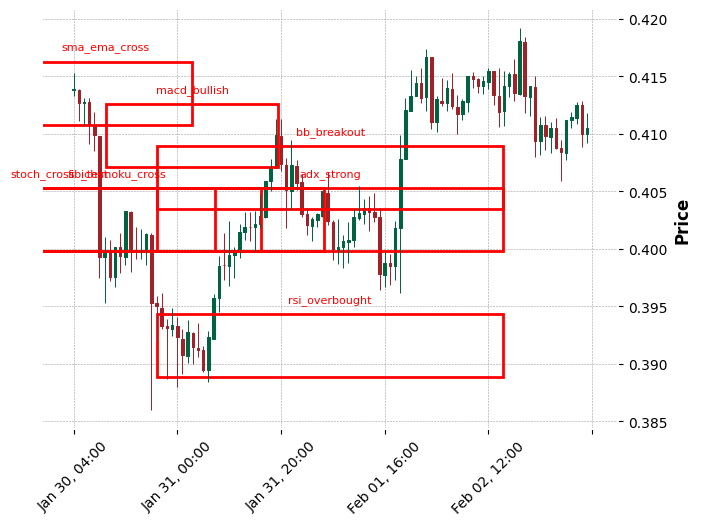 sma_ema_cross
macd_bullish
bb_breakout
stoch_cross
ichimoku_cross
adx_strong
rsi_overbought
0.420
0.415
0.410
0.405
0.400
0.395
0.390
0.385
Price
Jan 30, 04:00
Jan 31, 00:00
Jan 31, 20:00
Feb 01, 16:00
Feb 02, 12:00